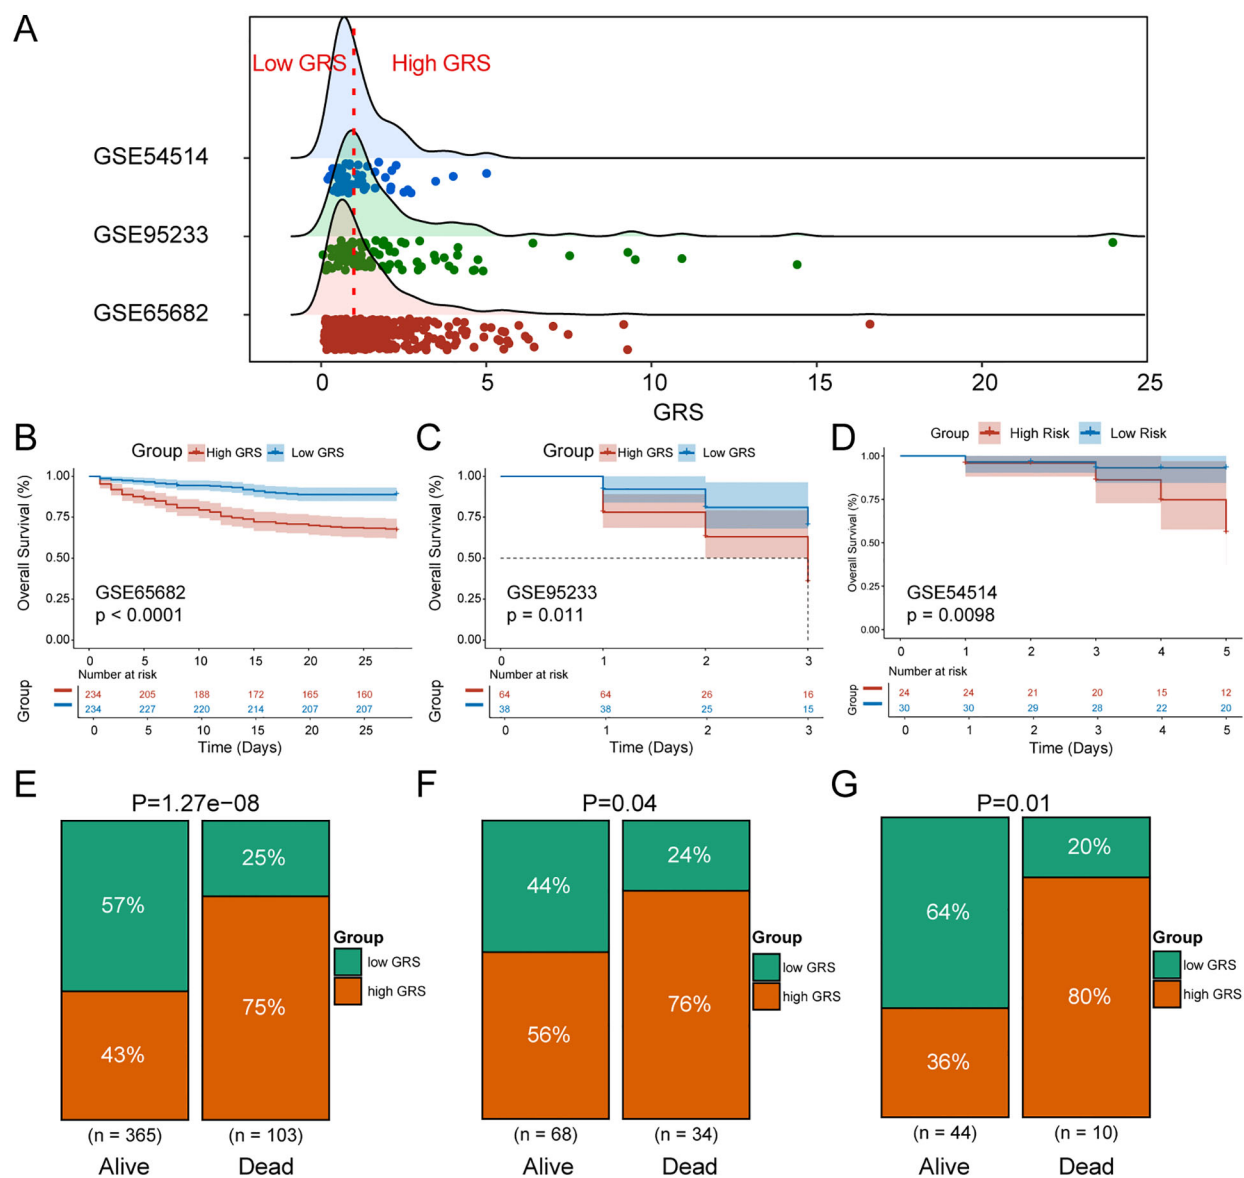 A
Low GRS High GRS
GSE54514
GSE95233
GSE65682
0 5 10 15 20 25
GRS
B
Group High GRS Low GRS
Overall Survival (%)
1.00
0.75
0.50
0.25
0.00
GSE65682
p < 0.0001
0 5 10 15 20 25
Number at risk
Group
234 205 188 172 165 160
234 227 220 214 207 207
0 5 10 15 20 25
Time (Days)
C
Group High GRS Low GRS
Overall Survival (%)
1.00
0.75
0.50
0.25
0.00
GSE95233
p = 0.011
0 1 2 3
Number at risk
Group
64 64 26 16
38 38 25 15
0 1 2 3
Time (Days)
D
Group High Risk Low Risk
Overall Survival (%)
1.00
0.75
0.50
0.25
0.00
GSE54514
p = 0.0098
0 1 2 3 4 5
Number at risk
Group
24 24 21 20 15 12
30 30 29 28 22 20
0 1 2 3 4 5
Time (Days)
E
P=1.27e−08
57%
43%
25%
75%
Group
low GRS
high GRS
(n = 365) (n = 103)
Alive Dead
F
P=0.04
44%
56%
24%
76%
Group
low GRS
high GRS
(n = 68) (n = 34)
Alive Dead
G
P=0.01
64%
36%
20%
80%
Group
low GRS
high GRS
(n = 44) (n = 10)
Alive Dead